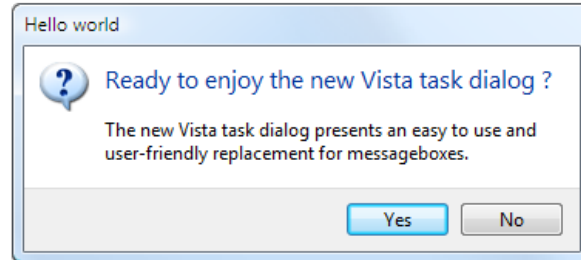 Hello world
Ready to enjoy the new Vista task dialog ?
The new Vista task dialog presents an easy to use and
user-friendly replacement for messageboxes.
Yes No